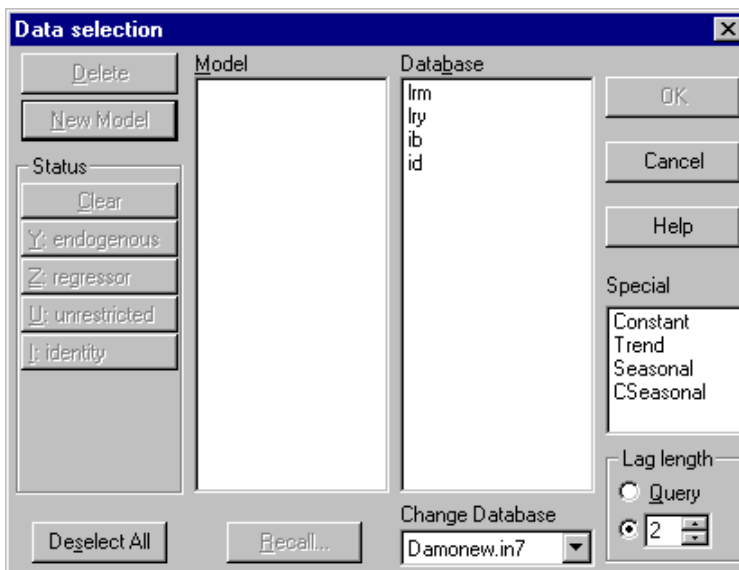 Data selection
Delete
New Model
Status
Clear
Y: endogenous
Z: regressor
U: unrestricted
I: identity
Deselect All
Model
Recall...
Database
lrm
lry
ib
id
Change Database
Damonew.in7
OK
Cancel
Help
Special
Constant
Trend
Seasonal
CSeasonal
Lag length
Query
2